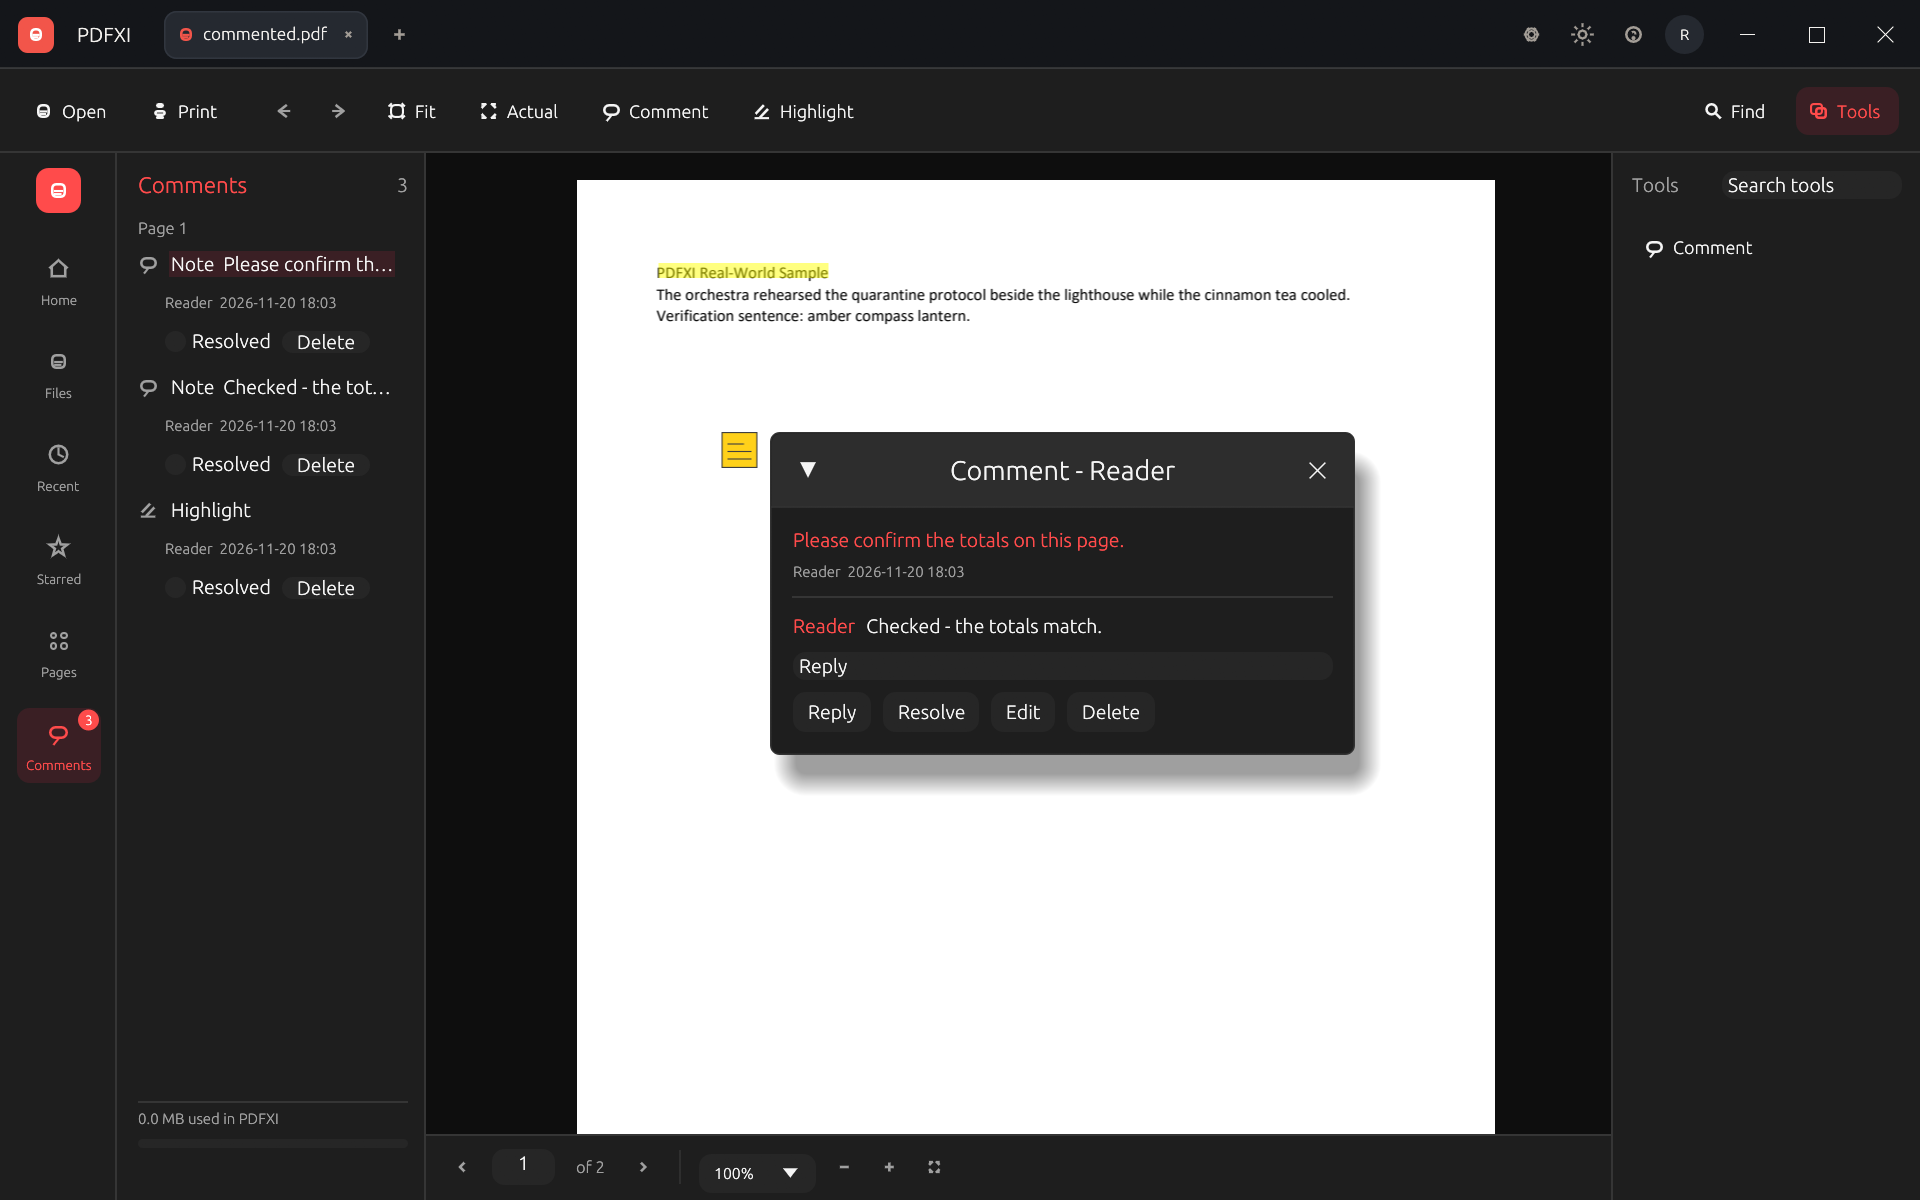 PDFXI
commented.pdf
R
Open
Print
Fit
Actual
Comment
Highlight
Find
Tools
Home
Files
Recent
Starred
Pages
3
Comments
Comments 3
Page 1
Note Please confirm th...
Reader 2026-11-20 18:03
Resolved Delete
Note Checked - the tot...
Reader 2026-11-20 18:03
Resolved Delete
Highlight
Reader 2026-11-20 18:03
Resolved Delete
0.0 MB used in PDFXI
PDFXI Real-World Sample
The orchestra rehearsed the quarantine protocol beside the lighthouse while the cinnamon tea cooled.
Verification sentence: amber compass lantern.
Comment - Reader
Please confirm the totals on this page.
Reader 2026-11-20 18:03
Reader Checked - the totals match.
Reply
Reply Resolve Edit Delete
1 of 2
100%
Tools
Search tools
Comment